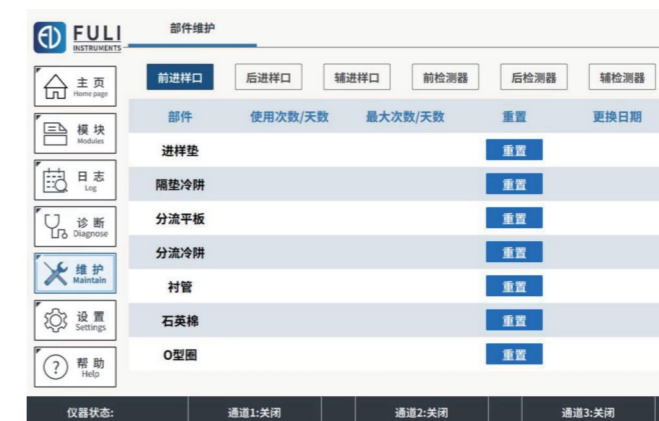 FULI
INSTRUMENTS
部件维护
主页
Home page
模块
Modules
日志
Log
诊断
Diagnose
维护
Maintain
设置
Settings
帮助
Help
前进样口 后进样口 辅进样口 前检测器 后检测器 辅检测器
部件 使用次数/天数 最大次数/天数 重置 更换日期
进样垫 重置
隔垫冷阱 重置
分流平板 重置
分流冷阱 重置
衬管 重置
石英棉 重置
O型圈 重置
仪器状态: 通道1:关闭 通道2:关闭 通道3:关闭